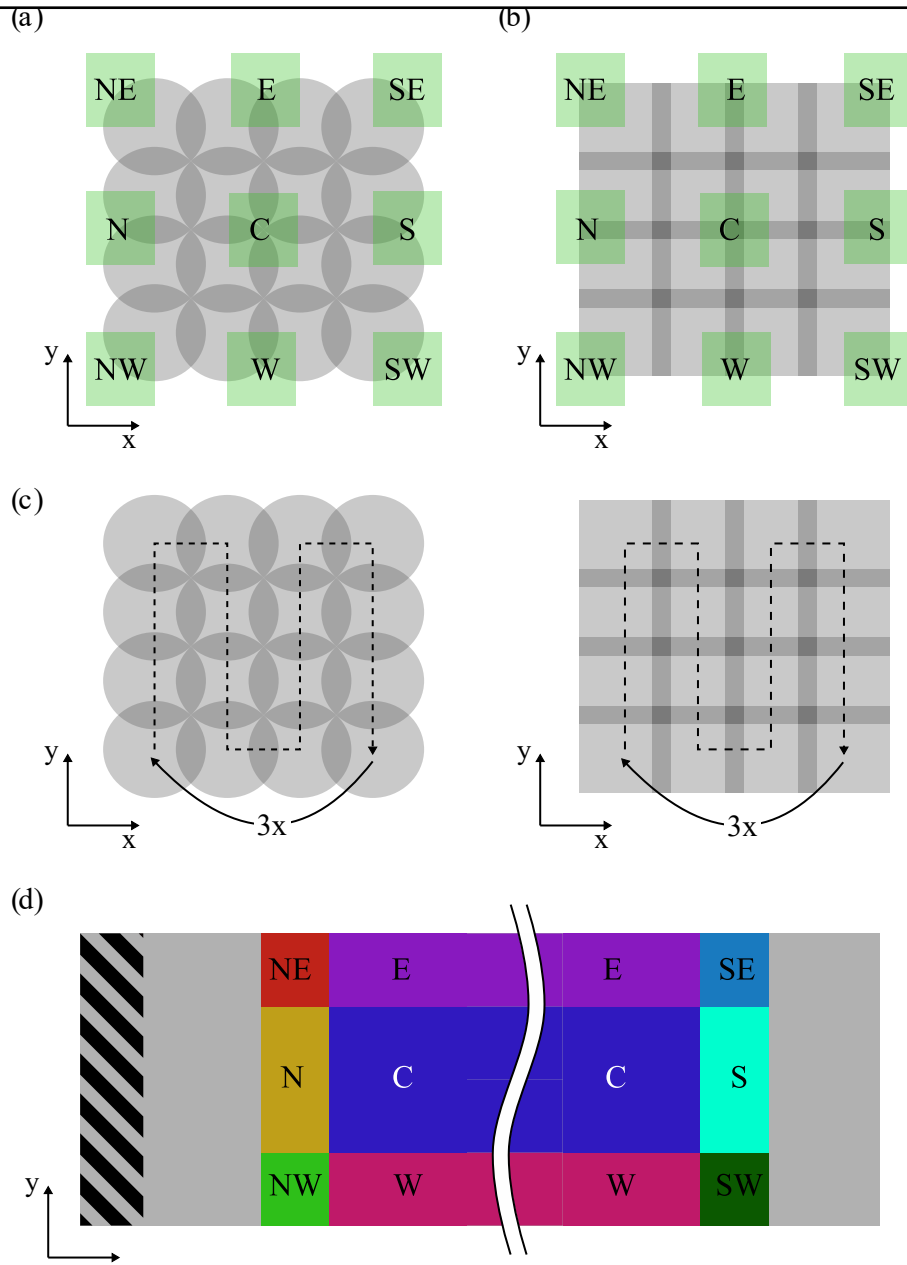 (a) (b)
NE E SE NE E SE
N C S N C S
y NW W SW y NW W SW
x x
(c)
y y
3x 3x
x x
(d)
NE E E SE
N C C S
NW W W SW
y